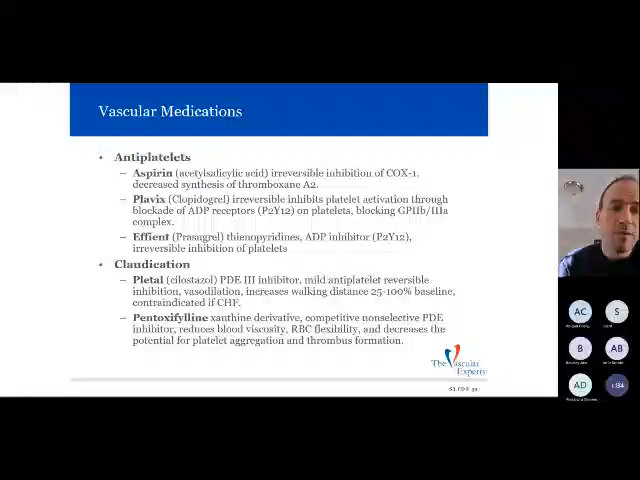 Vascular Medications
• Antiplatelets
– Aspirin (acetylsalicylic acid) irreversible inhibition of COX-1,
decreased synthesis of thromboxane A2.
– Plavix (Clopidogrel) irreversible inhibits platelet activation through
blockade of ADP receptors (P2Y12) on platelets, blocking GPIIb/IIIa
complex.
– Effient (Prasugrel) thienopyridines, ADP inhibitor (P2Y12),
irreversible inhibition of platelets
• Claudication
– Pletal (cilostazol) PDE III inhibitor, mild antiplatelet reversible
inhibition, vasodilation, increases walking distance 25-100% baseline,
contraindicated if CHF.
– Pentoxifylline xanthine derivative, competitive nonselective PDE
inhibitor, reduces blood viscosity, RBC flexibility, and decreases the
potential for platelet aggregation and thrombus formation.
The Vascular
Experts
SLIDE
AC
S
B
AB
AD